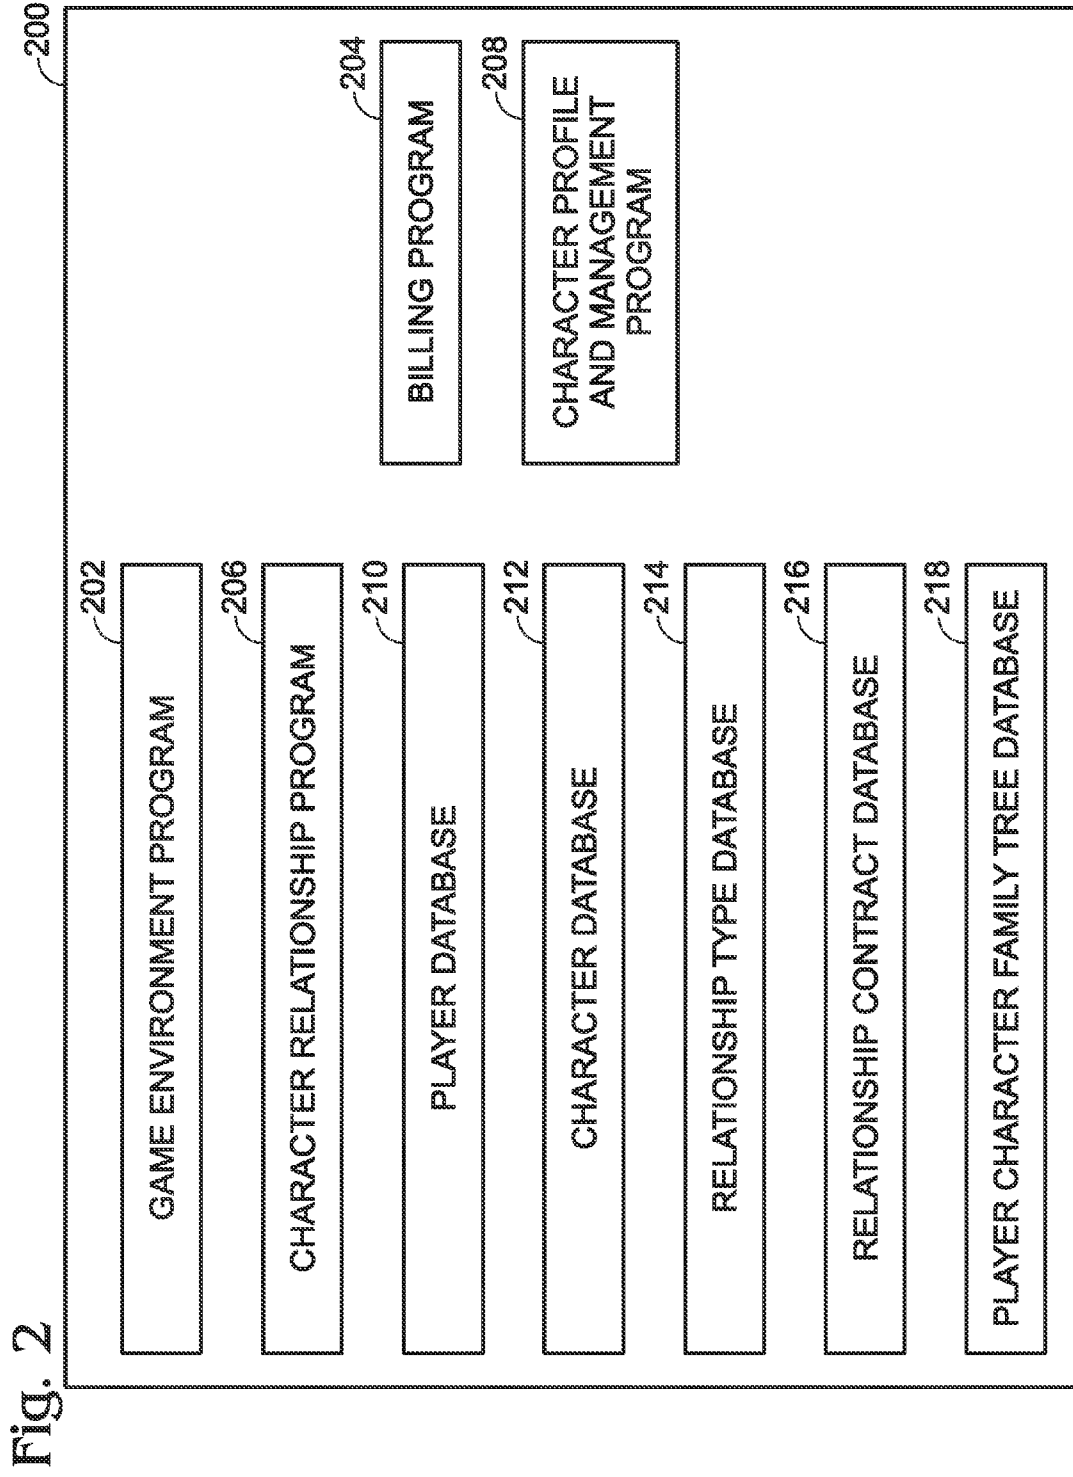 Fig. 2
200
202
GAME ENVIRONMENT PROGRAM
206
CHARACTER RELATIONSHIP PROGRAM
210
PLAYER DATABASE
212
CHARACTER DATABASE
214
RELATIONSHIP TYPE DATABASE
216
RELATIONSHIP CONTRACT DATABASE
218
PLAYER CHARACTER FAMILY TREE DATABASE
204
BILLING PROGRAM
208
CHARACTER PROFILE
AND MANAGEMENT
PROGRAM